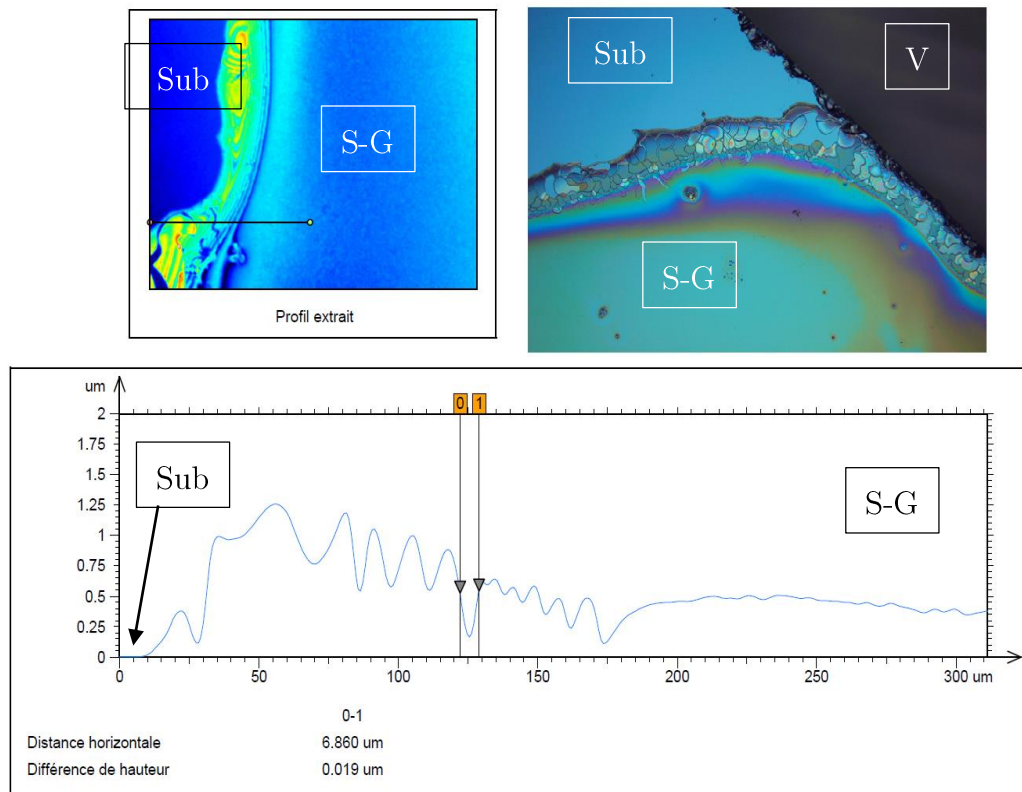 Sub
S-G
Profil extrait
Sub
V
S-G
um
2
1.75
1.5
1.25
1
0.75
0.5
0.25
0
0 1
Sub
S-G
0 50 100 150 200 250 300 um
0-1
Distance horizontale 6.860 um
Différence de hauteur 0.019 um